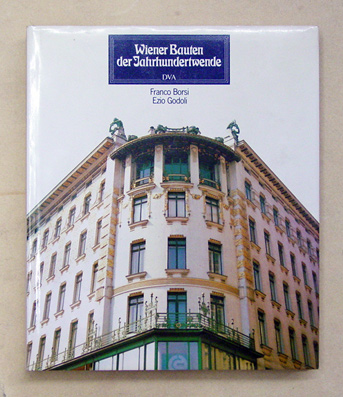 Wiener Bauten
der Jahrhundertwende
DVA
Franco Borsi
Ezio Godoli